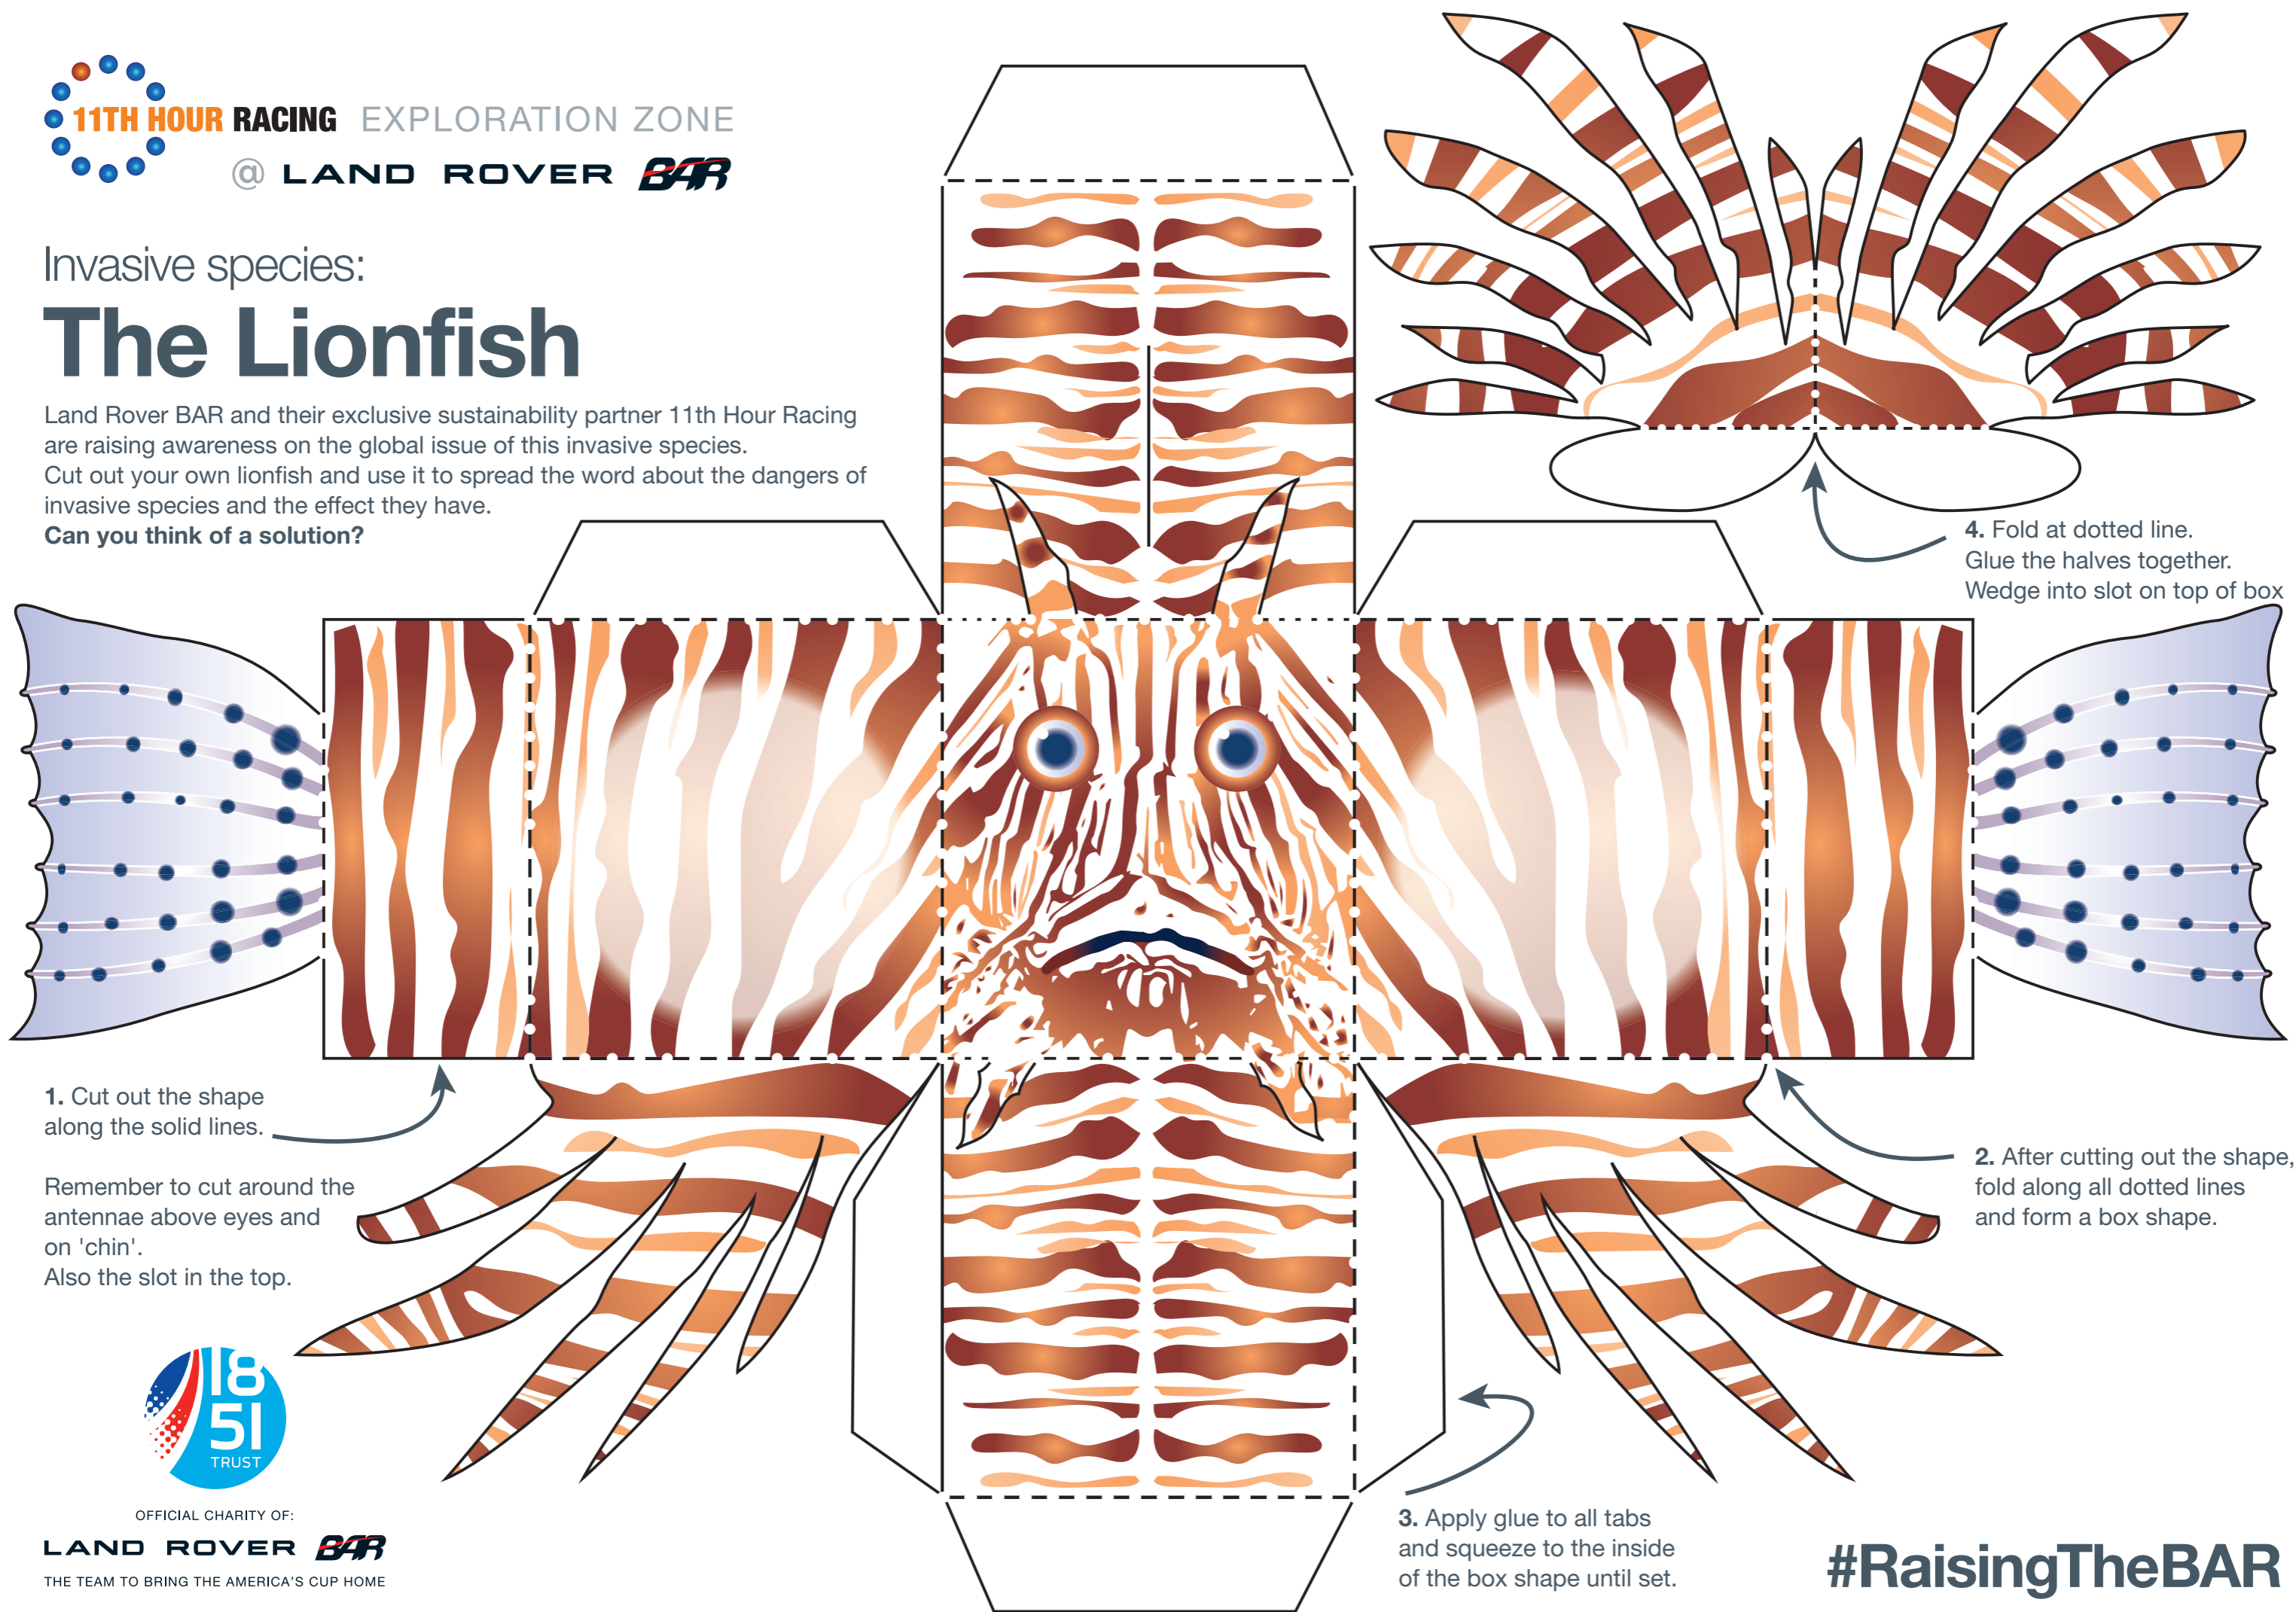 11TH HOUR RACING EXPLORATION ZONE
@ LAND ROVER BAR
Invasive species:
The Lionfish
Land Rover BAR and their exclusive sustainability partner 11th Hour Racing
are raising awareness on the global issue of this invasive species.
Cut out your own lionfish and use it to spread the word about the dangers of
invasive species and the effect they have.
Can you think of a solution?
4. Fold at dotted line.
Glue the halves together.
Wedge into slot on top of box
1. Cut out the shape
along the solid lines.
Remember to cut around the
antennae above eyes and
on 'chin'.
Also the slot in the top.
2. After cutting out the shape,
fold along all dotted lines
and form a box shape.
3. Apply glue to all tabs
and squeeze to the inside
of the box shape until set.
18
51
TRUST
OFFICIAL CHARITY OF:
LAND ROVER BAR
THE TEAM TO BRING THE AMERICA'S CUP HOME
#RaisingTheBAR